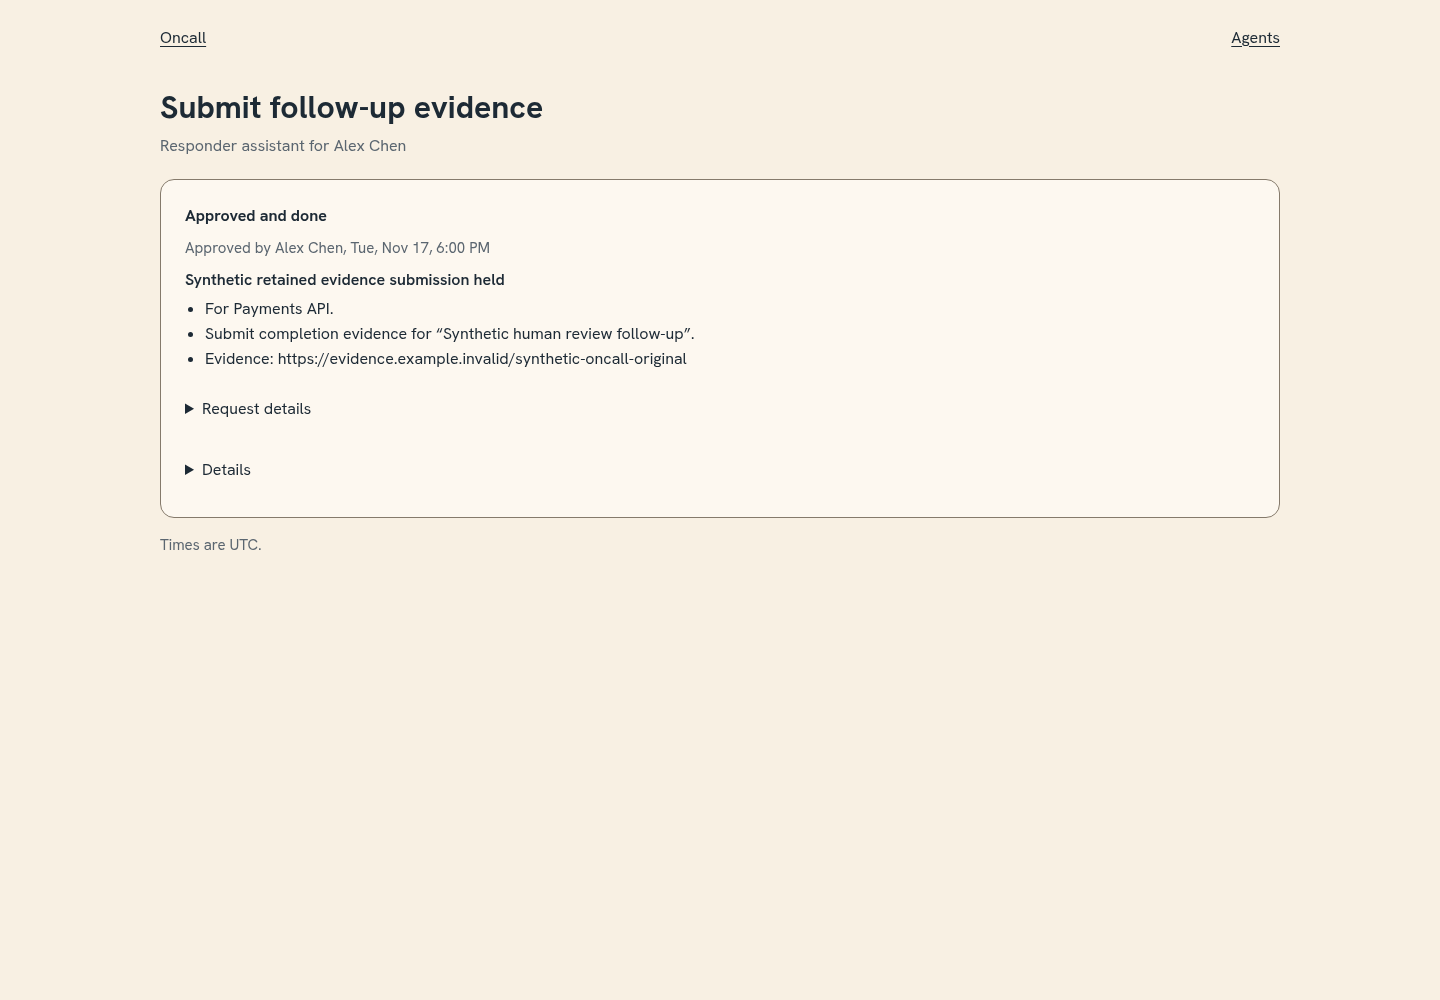 Oncall
Agents
Submit follow-up evidence
Responder assistant for Alex Chen
Approved and done
Approved by Alex Chen, Tue, Nov 17, 6:00 PM
Synthetic retained evidence submission held
For Payments API.
Submit completion evidence for “Synthetic human review follow-up”.
Evidence: https://evidence.example.invalid/synthetic-oncall-original
Request details
Details
Times are UTC.